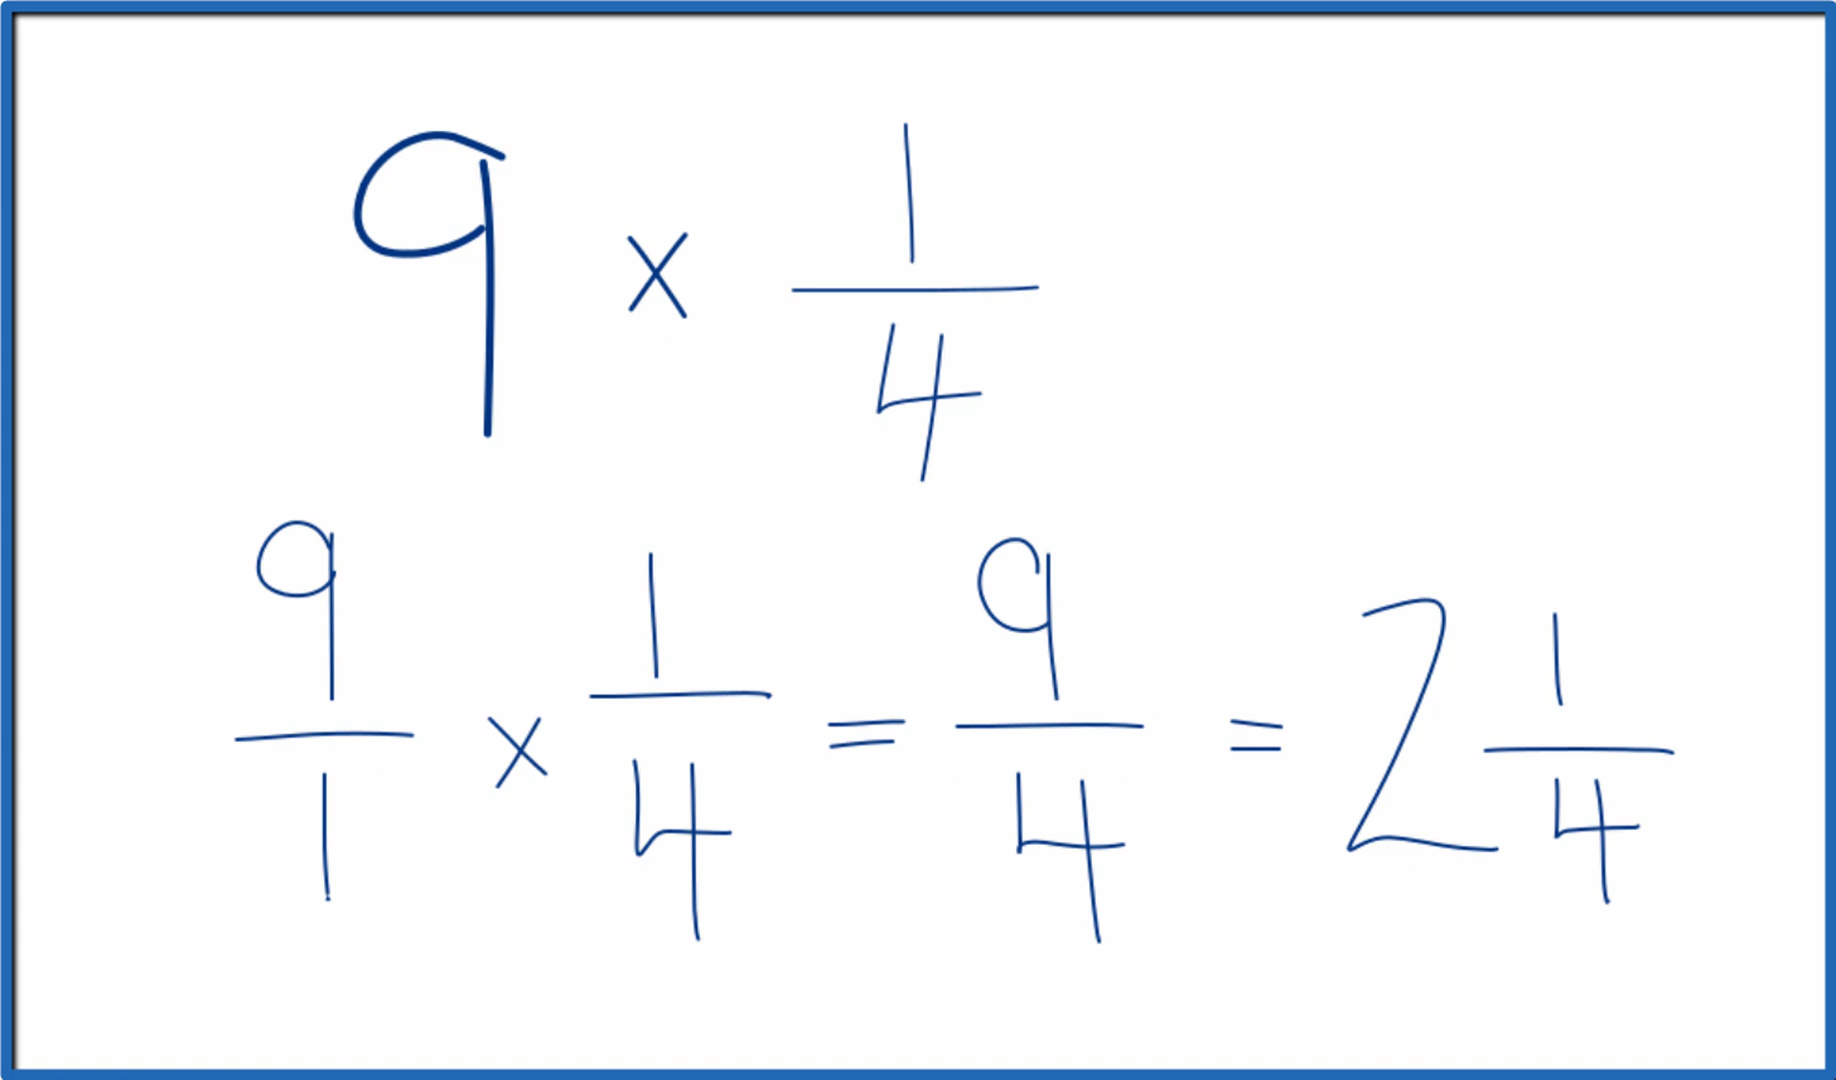 9 × 1/4
9/1 × 1/4 = 9/4 = 2 1/4